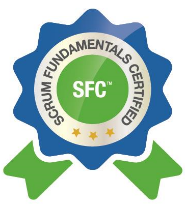 SCRUM FUNDAMENTALS CERTIFIED
SFC™